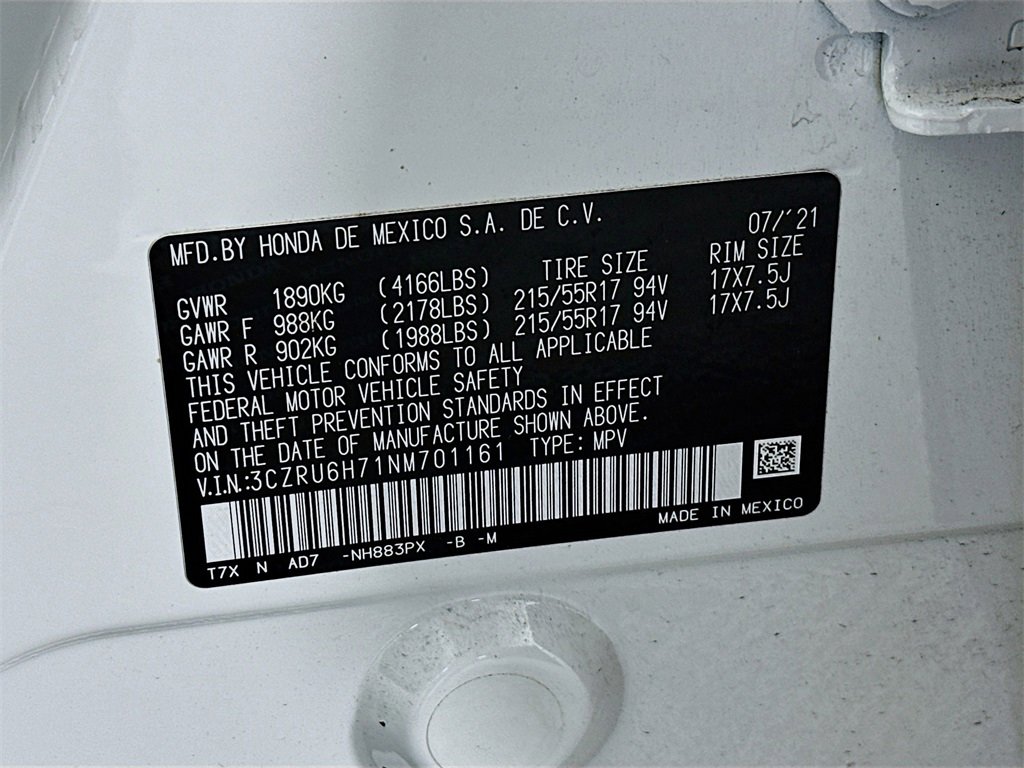 MFD.BY HONDA DE MEXICO S.A. DE C.V. 07/'21
TIRE SIZE RIM SIZE
GVWR 1890KG (4166LBS)
GAWR F 988KG (2178LBS) 215/55R17 94V 17X7.5J
GAWR R 902KG (1988LBS) 215/55R17 94V 17X7.5J
THIS VEHICLE CONFORMS TO ALL APPLICABLE
FEDERAL MOTOR VEHICLE SAFETY
AND THEFT PREVENTION STANDARDS IN EFFECT
ON THE DATE OF MANUFACTURE SHOWN ABOVE.
V.I.N.:3CZRU6H71NM701161 TYPE: MPV
T7X N AD7 -NH883PX -B -M MADE IN MEXICO